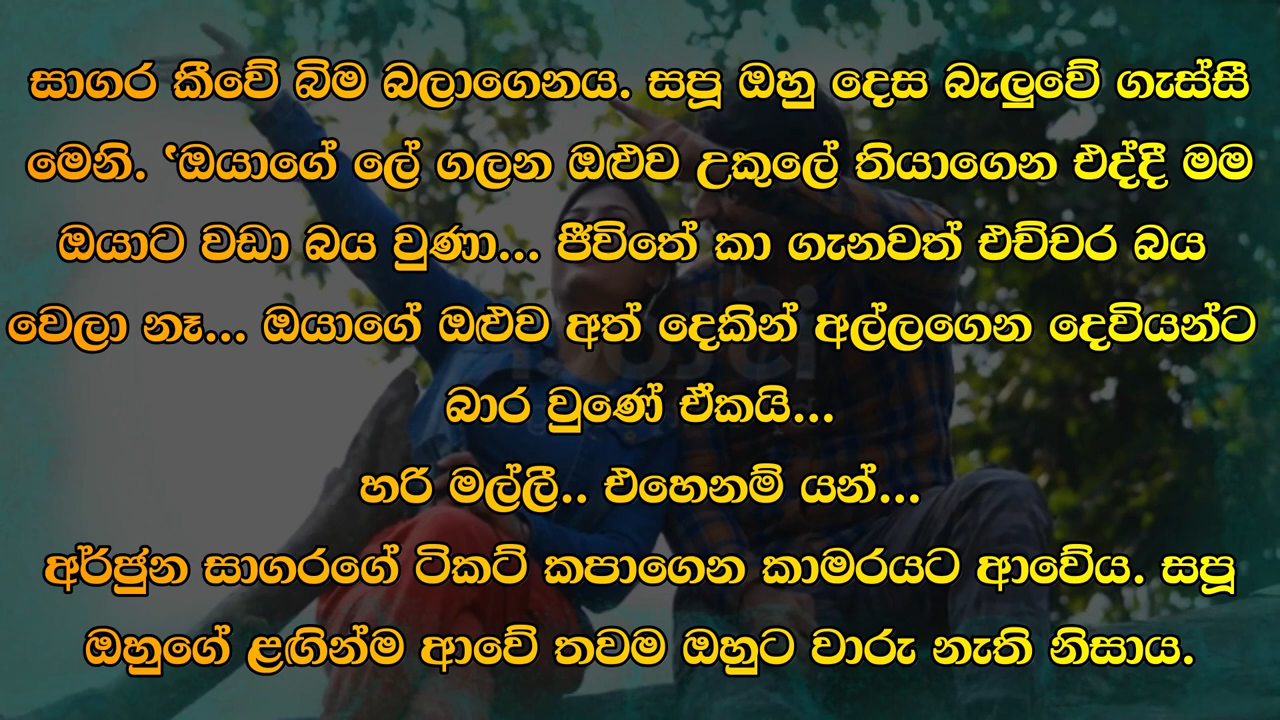 සාගර කීවේ බිම බලාගෙනය. සපූ ඔහු දෙස බැලුවේ ගැස්සී
මෙනි. ‛ඔයාගේ ලේ ගලන ඔළුව උකුලේ තියාගෙන එද්දී මම
ඔයාට වඩා බය වුණා... ජීවිතේ කා ගැනවත් එච්චර බය
වෙලා නෑ... ඔයාගේ ඔළුව අත් දෙකින් අල්ලගෙන දෙවියන්ට
බාර වුණේ ඒකයි...
හරි මල්ලී.. එහෙනම් යන්...
අර්ජුන සාගරගේ ටිකට් කපාගෙන කාමරයට ආවේය. සපූ
ඔහුගේ ළඟින්ම ආවේ තවම ඔහුට වාරු නැති නිසාය.